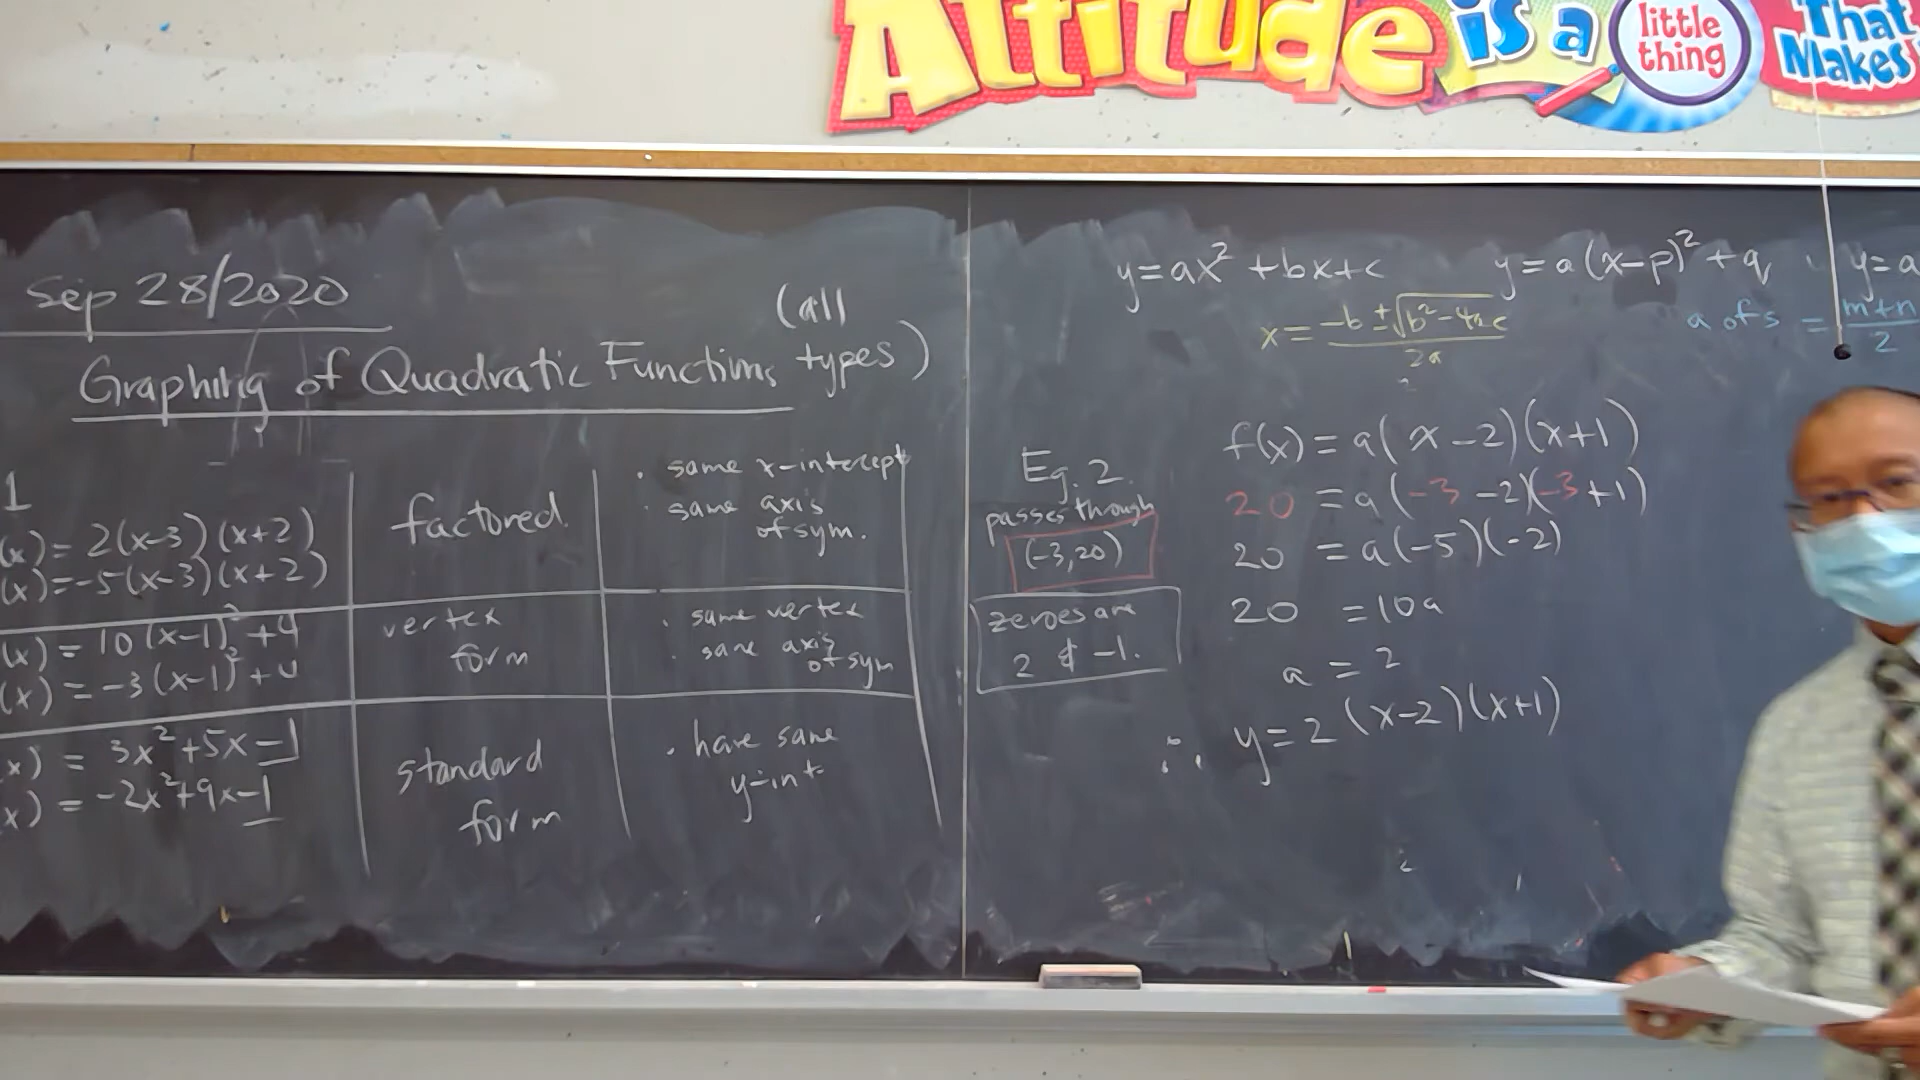 Attitude is a little thing That Makes
Sep 28/2020
Graphing of Quadratic Functions (all types)
1
(x) = 2(x-3)(x+2)
(x) = -5(x-3)(x+2)
factored
· same x-intercept
· same axis
of sym.
(x) = 10(x-1)²+4
(x) = -3(x-1)²+4
vertex
form
· same vertex
· same axis
of sym
x) = 3x²+5x-1
x) = -2x²+9x-1
standard
form
· have same
y-int
y=ax²+bx+c
y=a(x-p)²+q
y=a
x = -b±√b²-4ac / 2a
a of s = m+n / 2
Eg. 2.
passes through
(-3,20)
zeroes are
2 & -1.
f(x) = a(x-2)(x+1)
20 = a(-3-2)(-3+1)
20 = a(-5)(-2)
20 = 10a
a = 2
∴ y=2(x-2)(x+1)